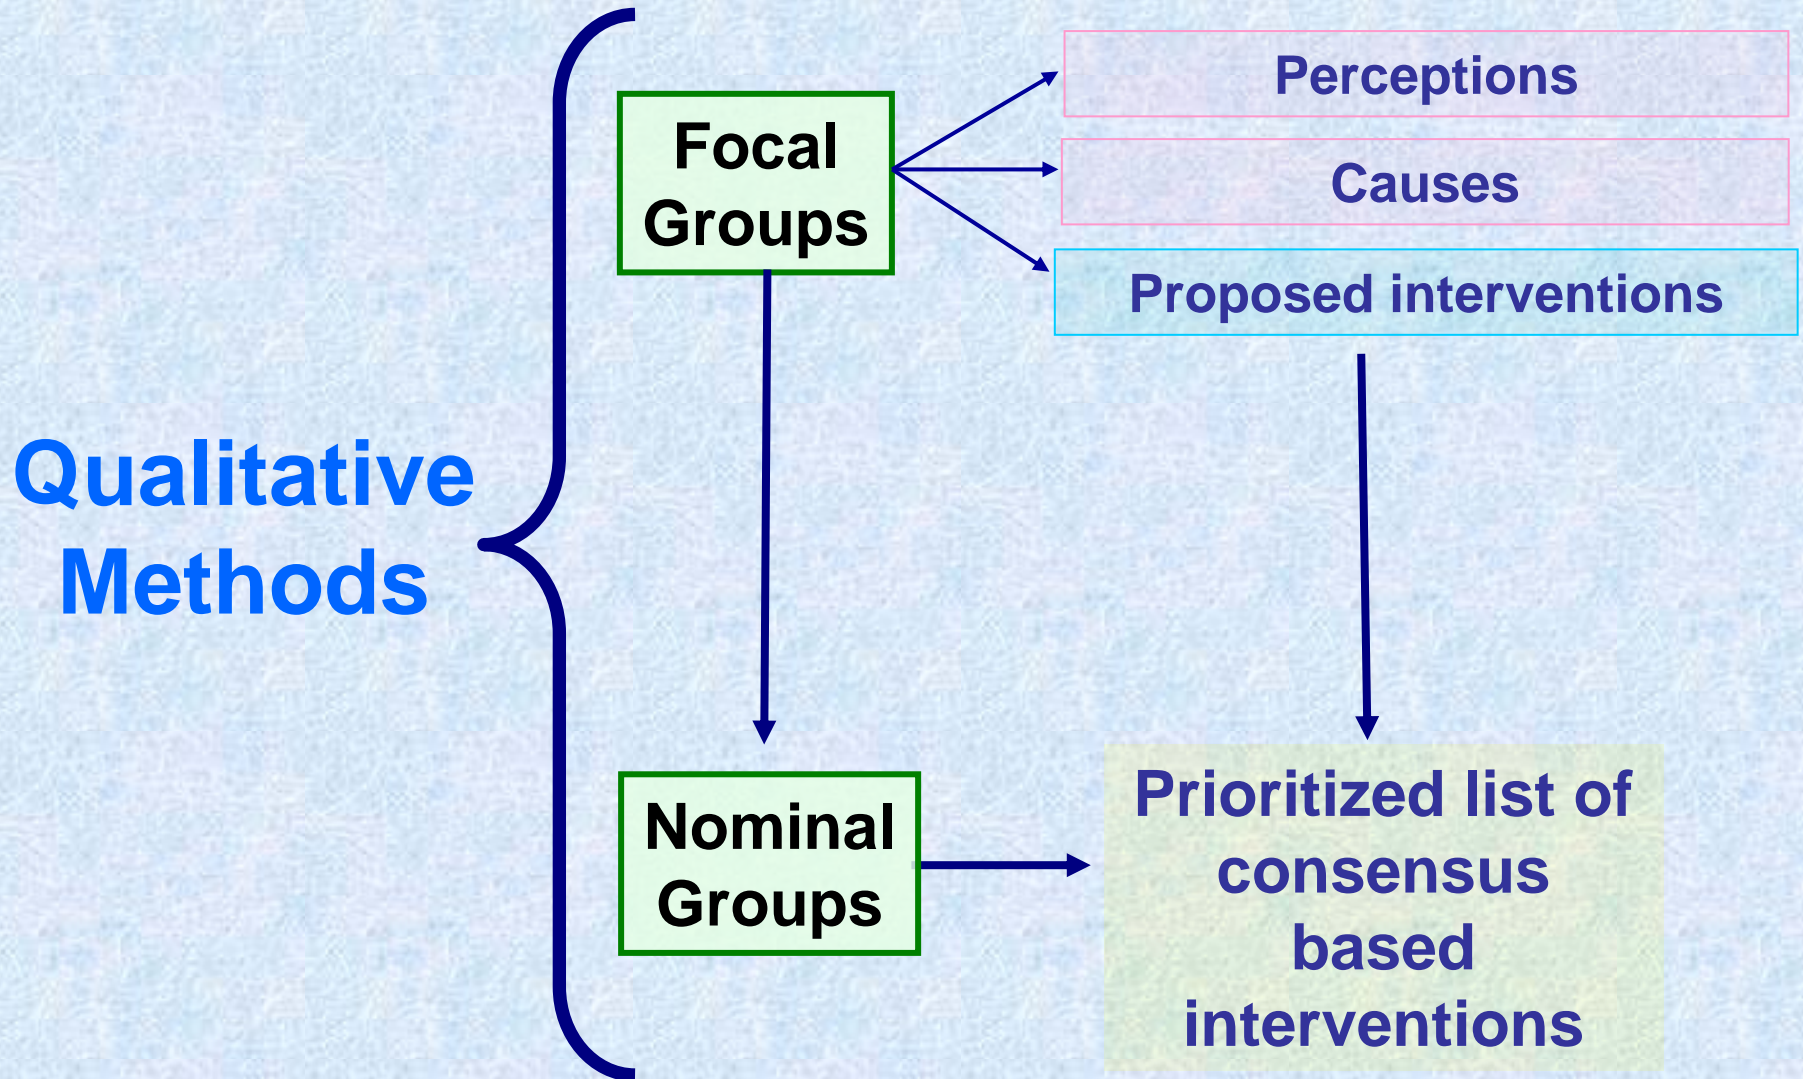 Qualitative
Methods
Focal
Groups
Perceptions
Causes
Proposed interventions
Nominal
Groups
Prioritized list of
consensus
based
interventions